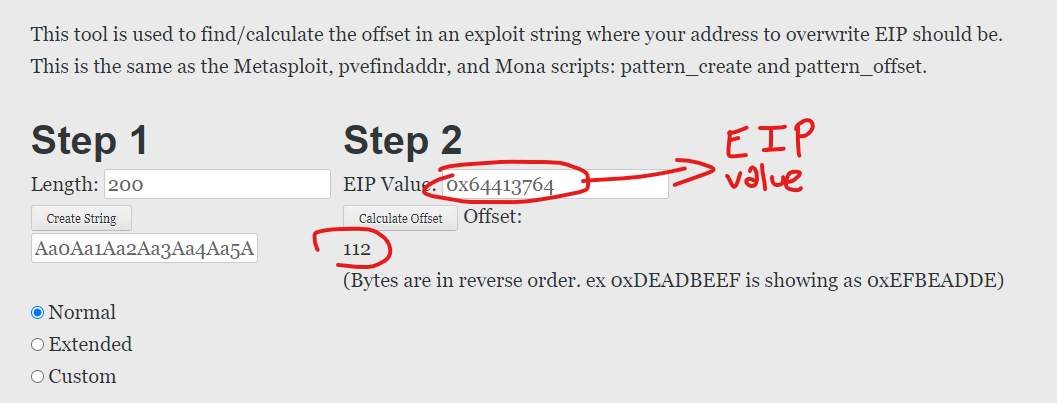 This tool is used to find/calculate the offset in an exploit string where your address to overwrite EIP should be.
This is the same as the Metasploit, pvefindaddr, and Mona scripts: pattern_create and pattern_offset.
Step 1
Length: 200
Create String
Aa0Aa1Aa2Aa3Aa4Aa5A
Normal
Extended
Custom
Step 2
EIP Value: 0x64413764
Calculate Offset Offset:
112
(Bytes are in reverse order. ex 0xDEADBEEF is showing as 0xEFBEADDE)
EIP
value